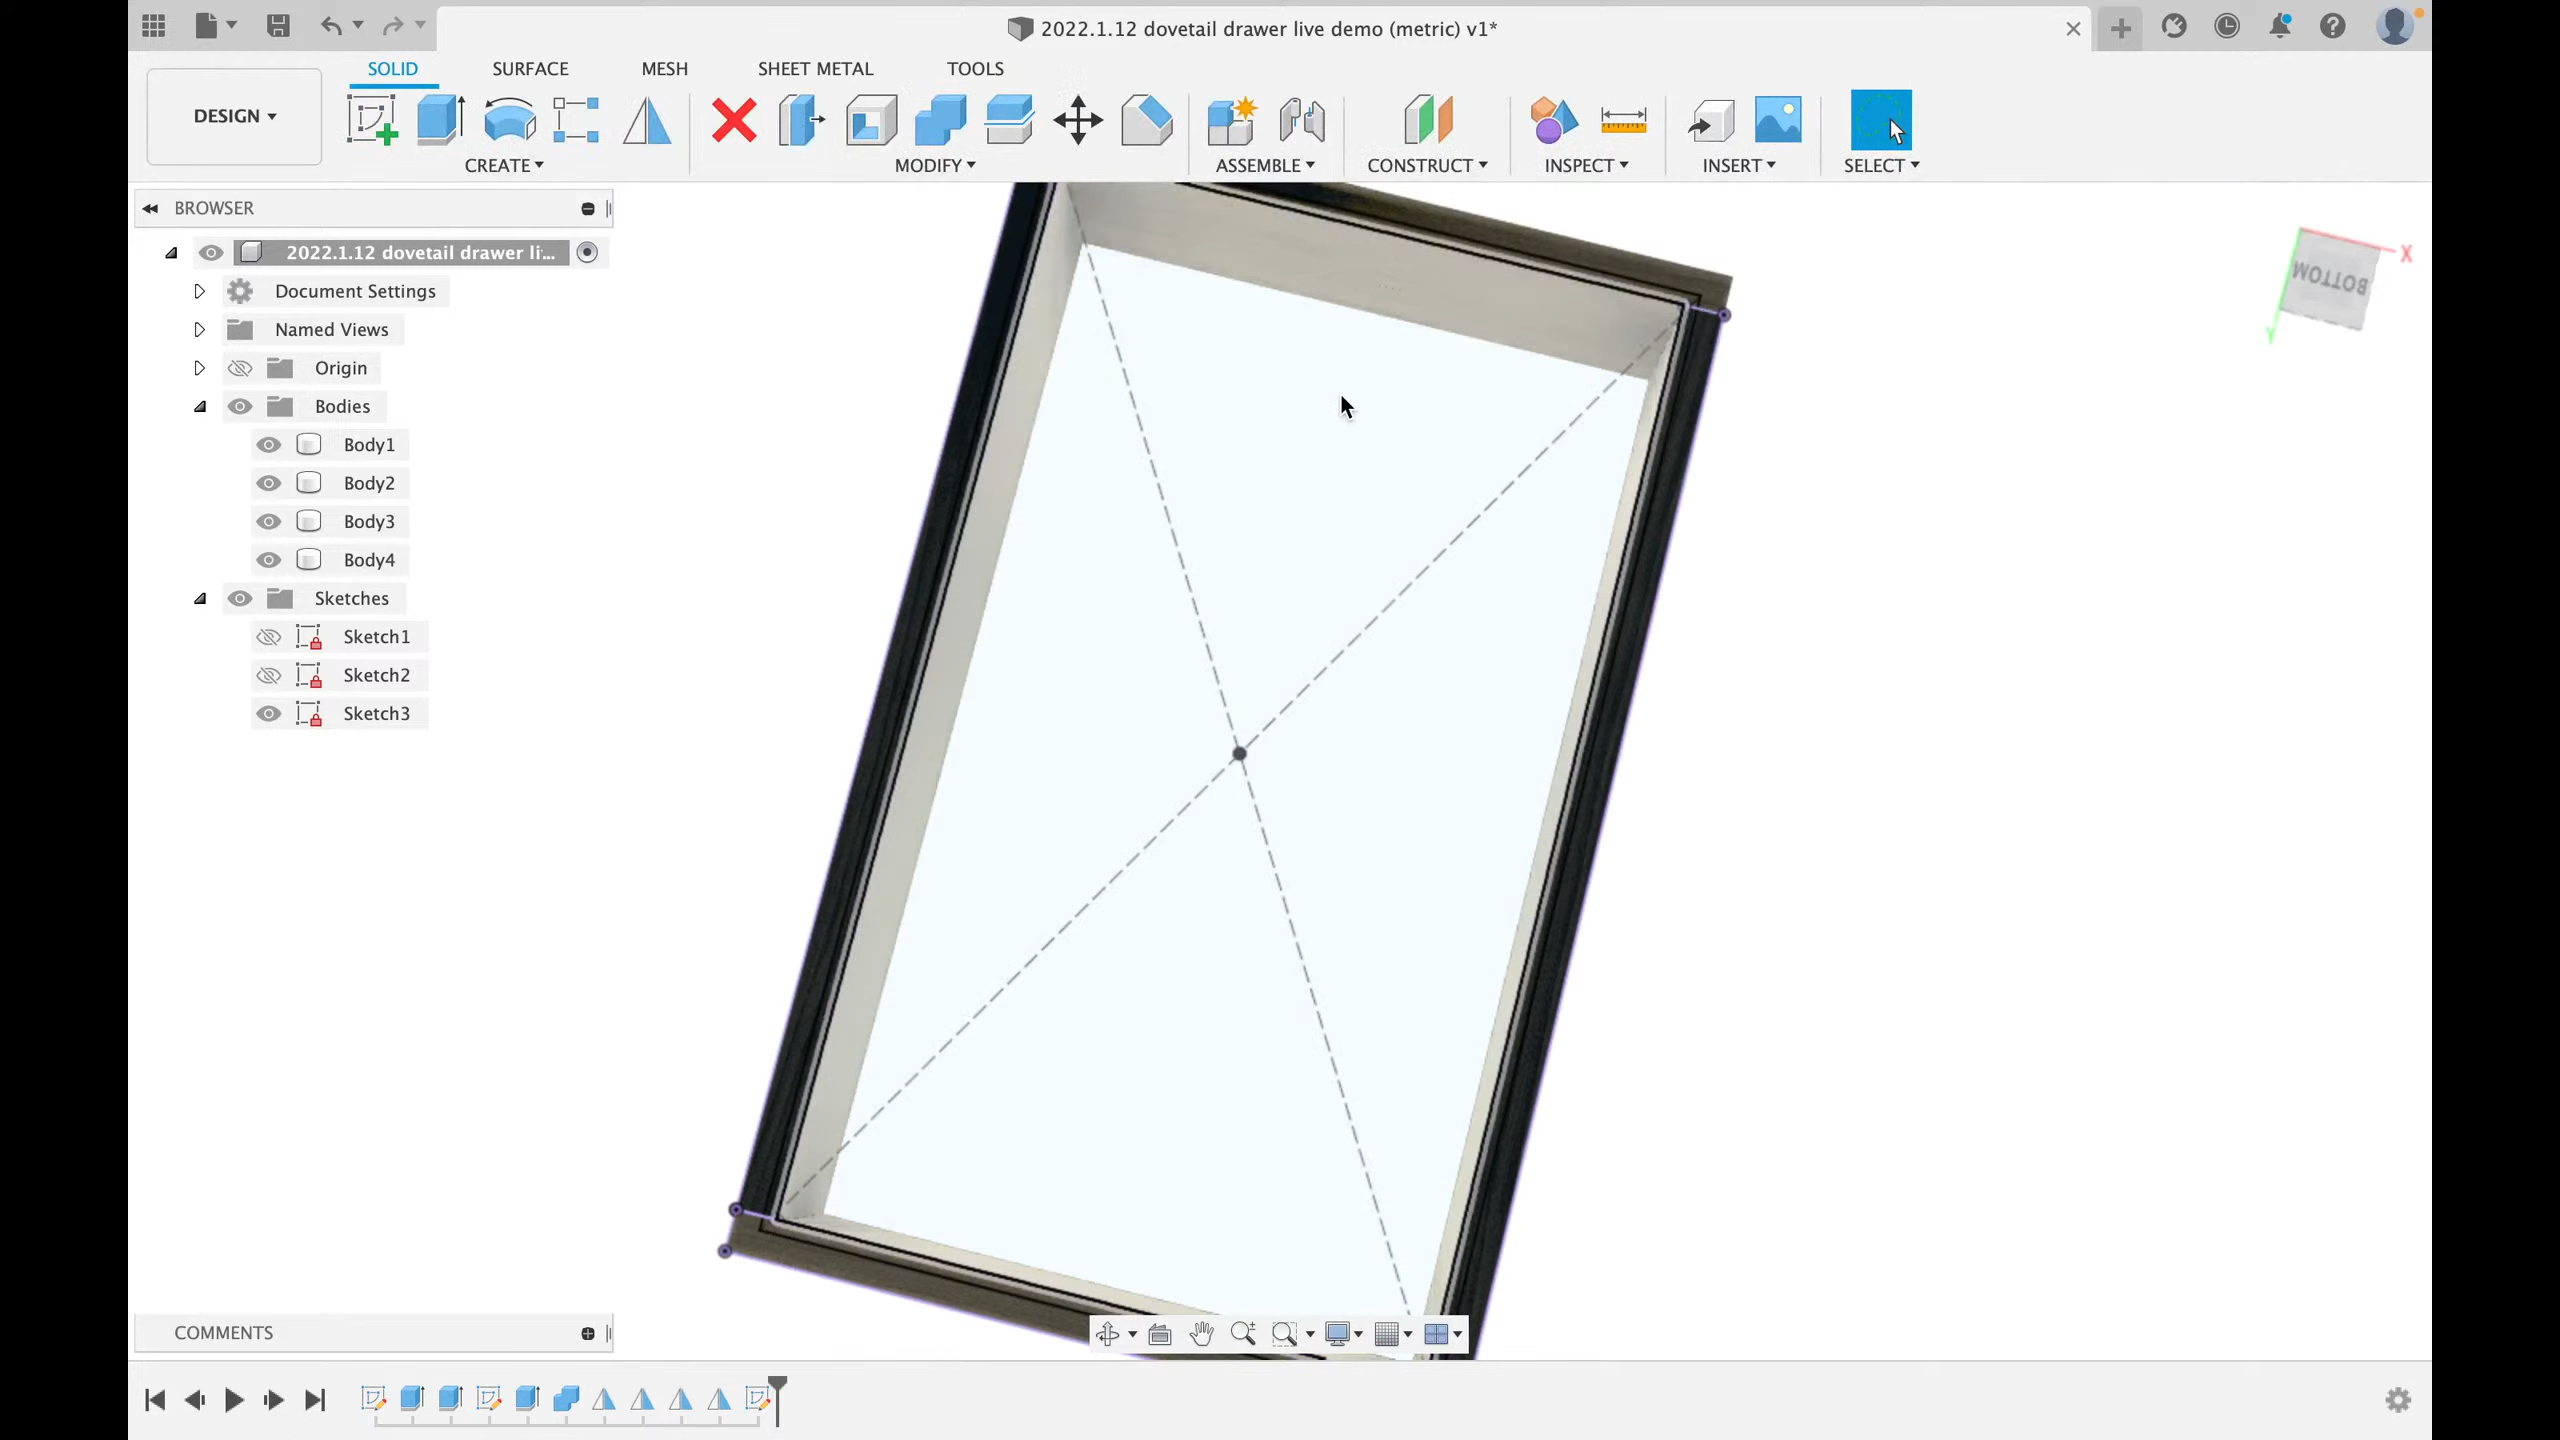 2022.1.12 dovetail drawer live demo (metric) v1*
SOLID SURFACE MESH SHEET METAL TOOLS
DESIGN
CREATE MODIFY ASSEMBLE CONSTRUCT INSPECT INSERT SELECT
BROWSER
2022.1.12 dovetail drawer li...
Document Settings
Named Views
Origin
Bodies
Body1
Body2
Body3
Body4
Sketches
Sketch1
Sketch2
Sketch3
X
BOTTOM
Y
COMMENTS